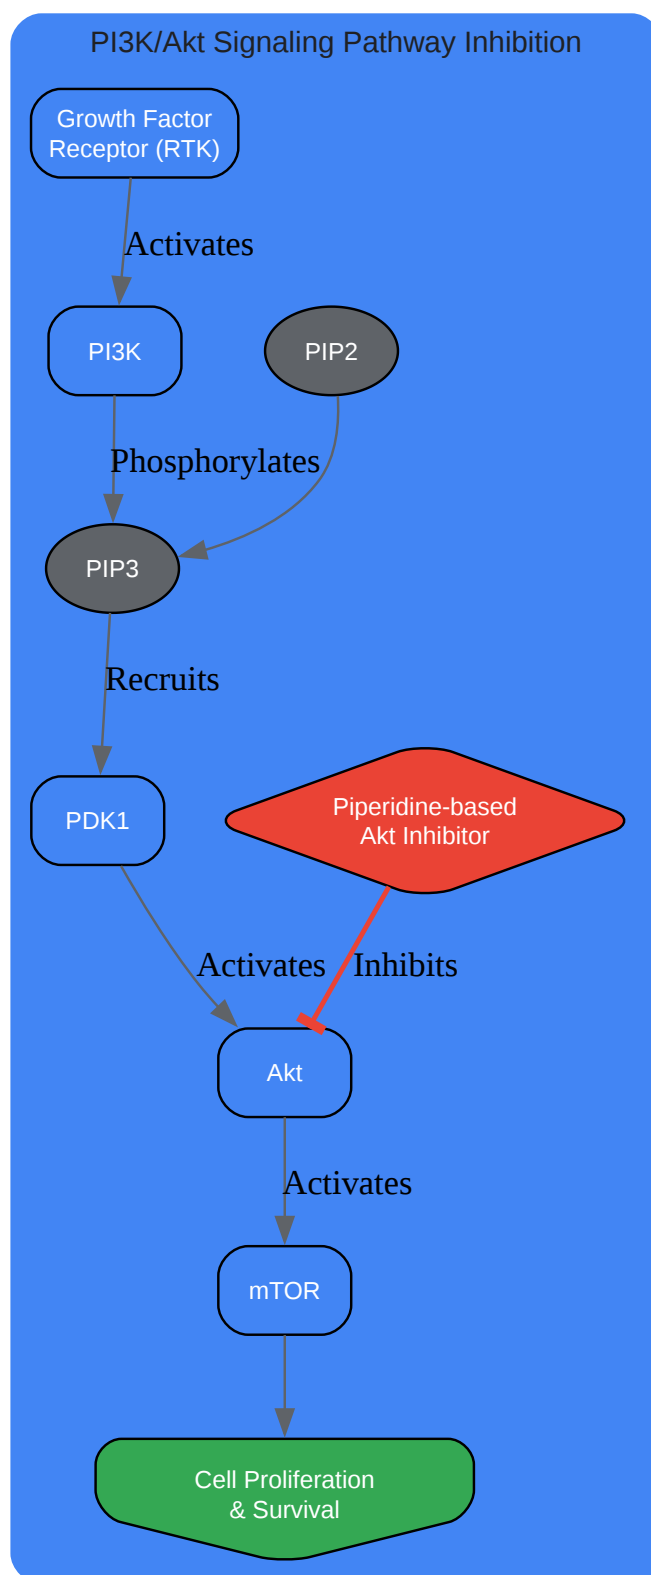 PI3K/Akt Signaling Pathway Inhibition
Growth Factor
Receptor (RTK)
Activates
PI3K
PIP2
Phosphorylates
PIP3
Recruits
PDK1
Piperidine-based
Akt Inhibitor
Activates
Inhibits
Akt
Activates
mTOR
Cell Proliferation
& Survival